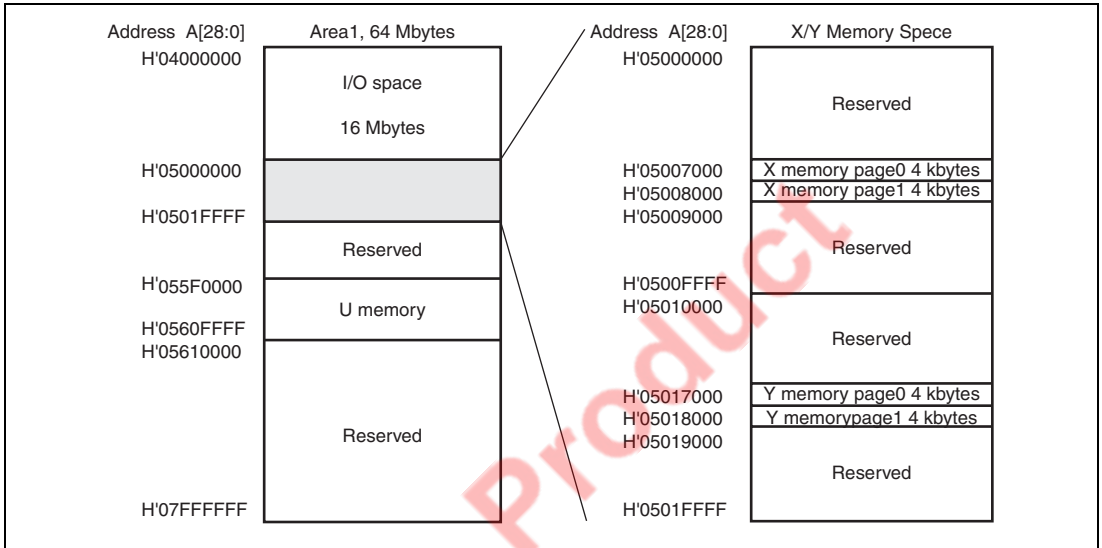 Address A[28:0]
Area1, 64 Mbytes
H'04000000
I/O space
16 Mbytes
H'05000000
H'0501FFFF
Reserved
H'055F0000
U memory
H'0560FFFF
H'05610000
Reserved
H'07FFFFFF
Address A[28:0]
X/Y Memory Spece
H'05000000
Reserved
H'05007000
X memory page0 4 kbytes
H'05008000
X memory page1 4 kbytes
H'05009000
Reserved
H'0500FFFF
H'05010000
Reserved
H'05017000
Y memory page0 4 kbytes
H'05018000
Y memorypage1 4 kbytes
H'05019000
Reserved
H'0501FFFF
Product